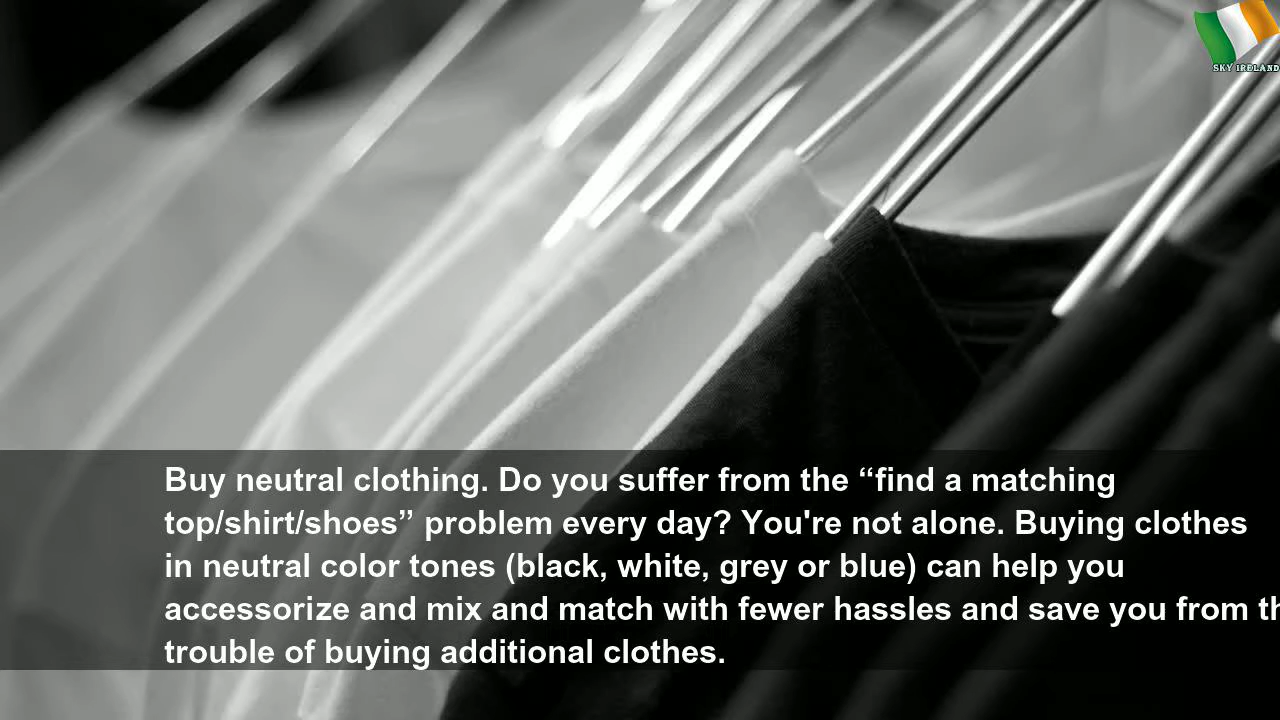 SKY IRELAND
Buy neutral clothing. Do you suffer from the “find a matching
top/shirt/shoes” problem every day? You're not alone. Buying clothes
in neutral color tones (black, white, grey or blue) can help you
accessorize and mix and match with fewer hassles and save you from th
trouble of buying additional clothes.